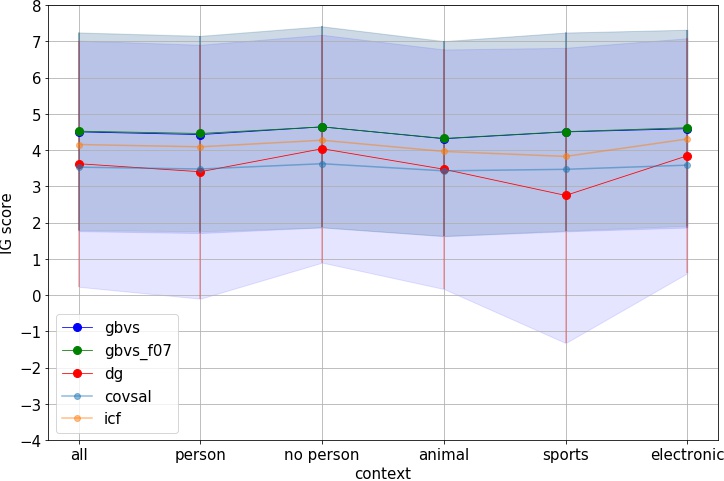 8
7
6
5
4
3
2
1
0
−1
−2
−3
−4
IG score
gbvs
gbvs_f07
dg
covsal
icf
all person no person animal sports electronic
context